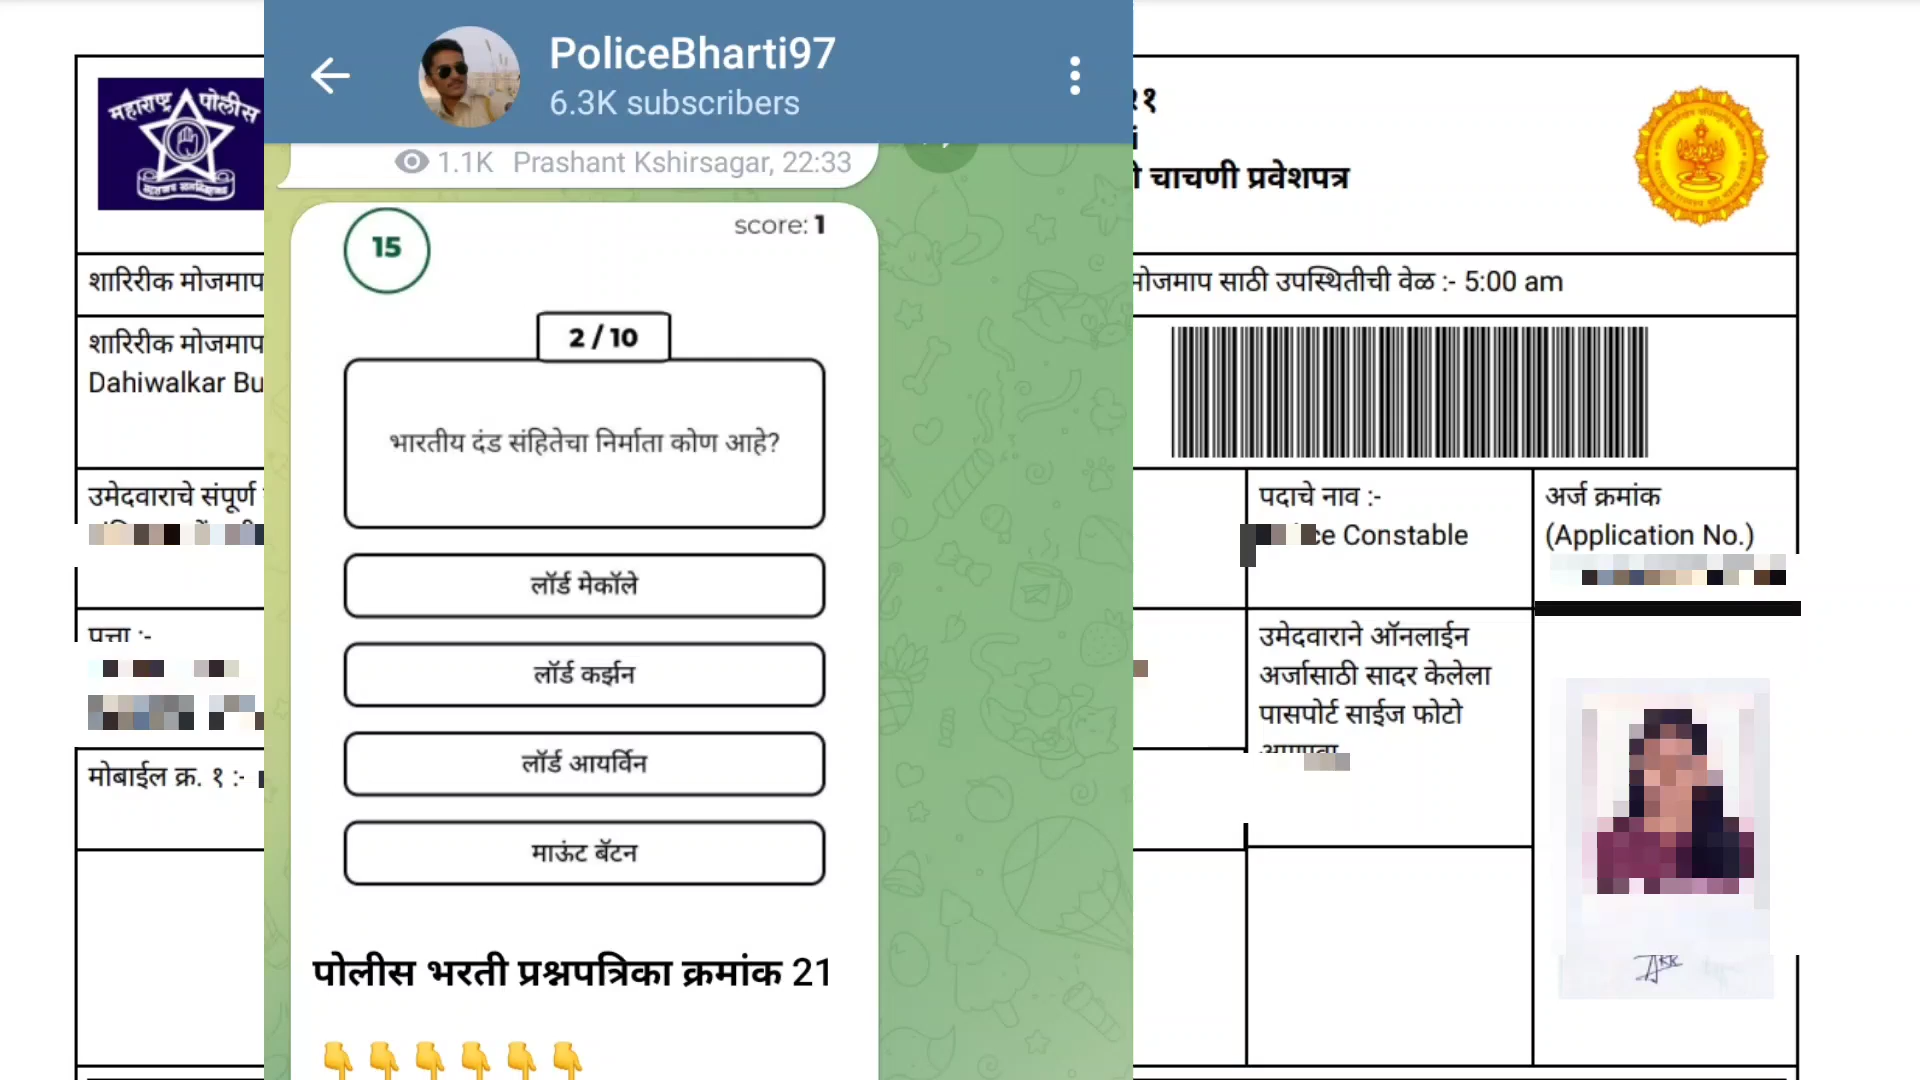 PoliceBharti97
6.3K subscribers
1.1K Prashant Kshirsagar, 22:33
15
score: 1
2 / 10
भारतीय दंड संहितेचा निर्माता कोण आहे?
लॉर्ड मेकॉले
लॉर्ड कर्झन
लॉर्ड आयर्विन
माऊंट बॅटन
पोलीस भरती प्रश्नपत्रिका क्रमांक 21
महाराष्ट्र पोलीस
चाचणी प्रवेशपत्र
शारिरीक मोजमाप
मोजमाप साठी उपस्थितीची वेळ :- 5:00 am
शारिरीक मोजमाप
Dahiwalkar Bu
उमेदवाराचे संपूर्ण
पदाचे नाव :-
Constable
अर्ज क्रमांक
(Application No.)
पत्ता :-
उमेदवाराने ऑनलाईन
अर्जासाठी सादर केलेला
पासपोर्ट साईज फोटो
मोबाईल क्र. १ :-